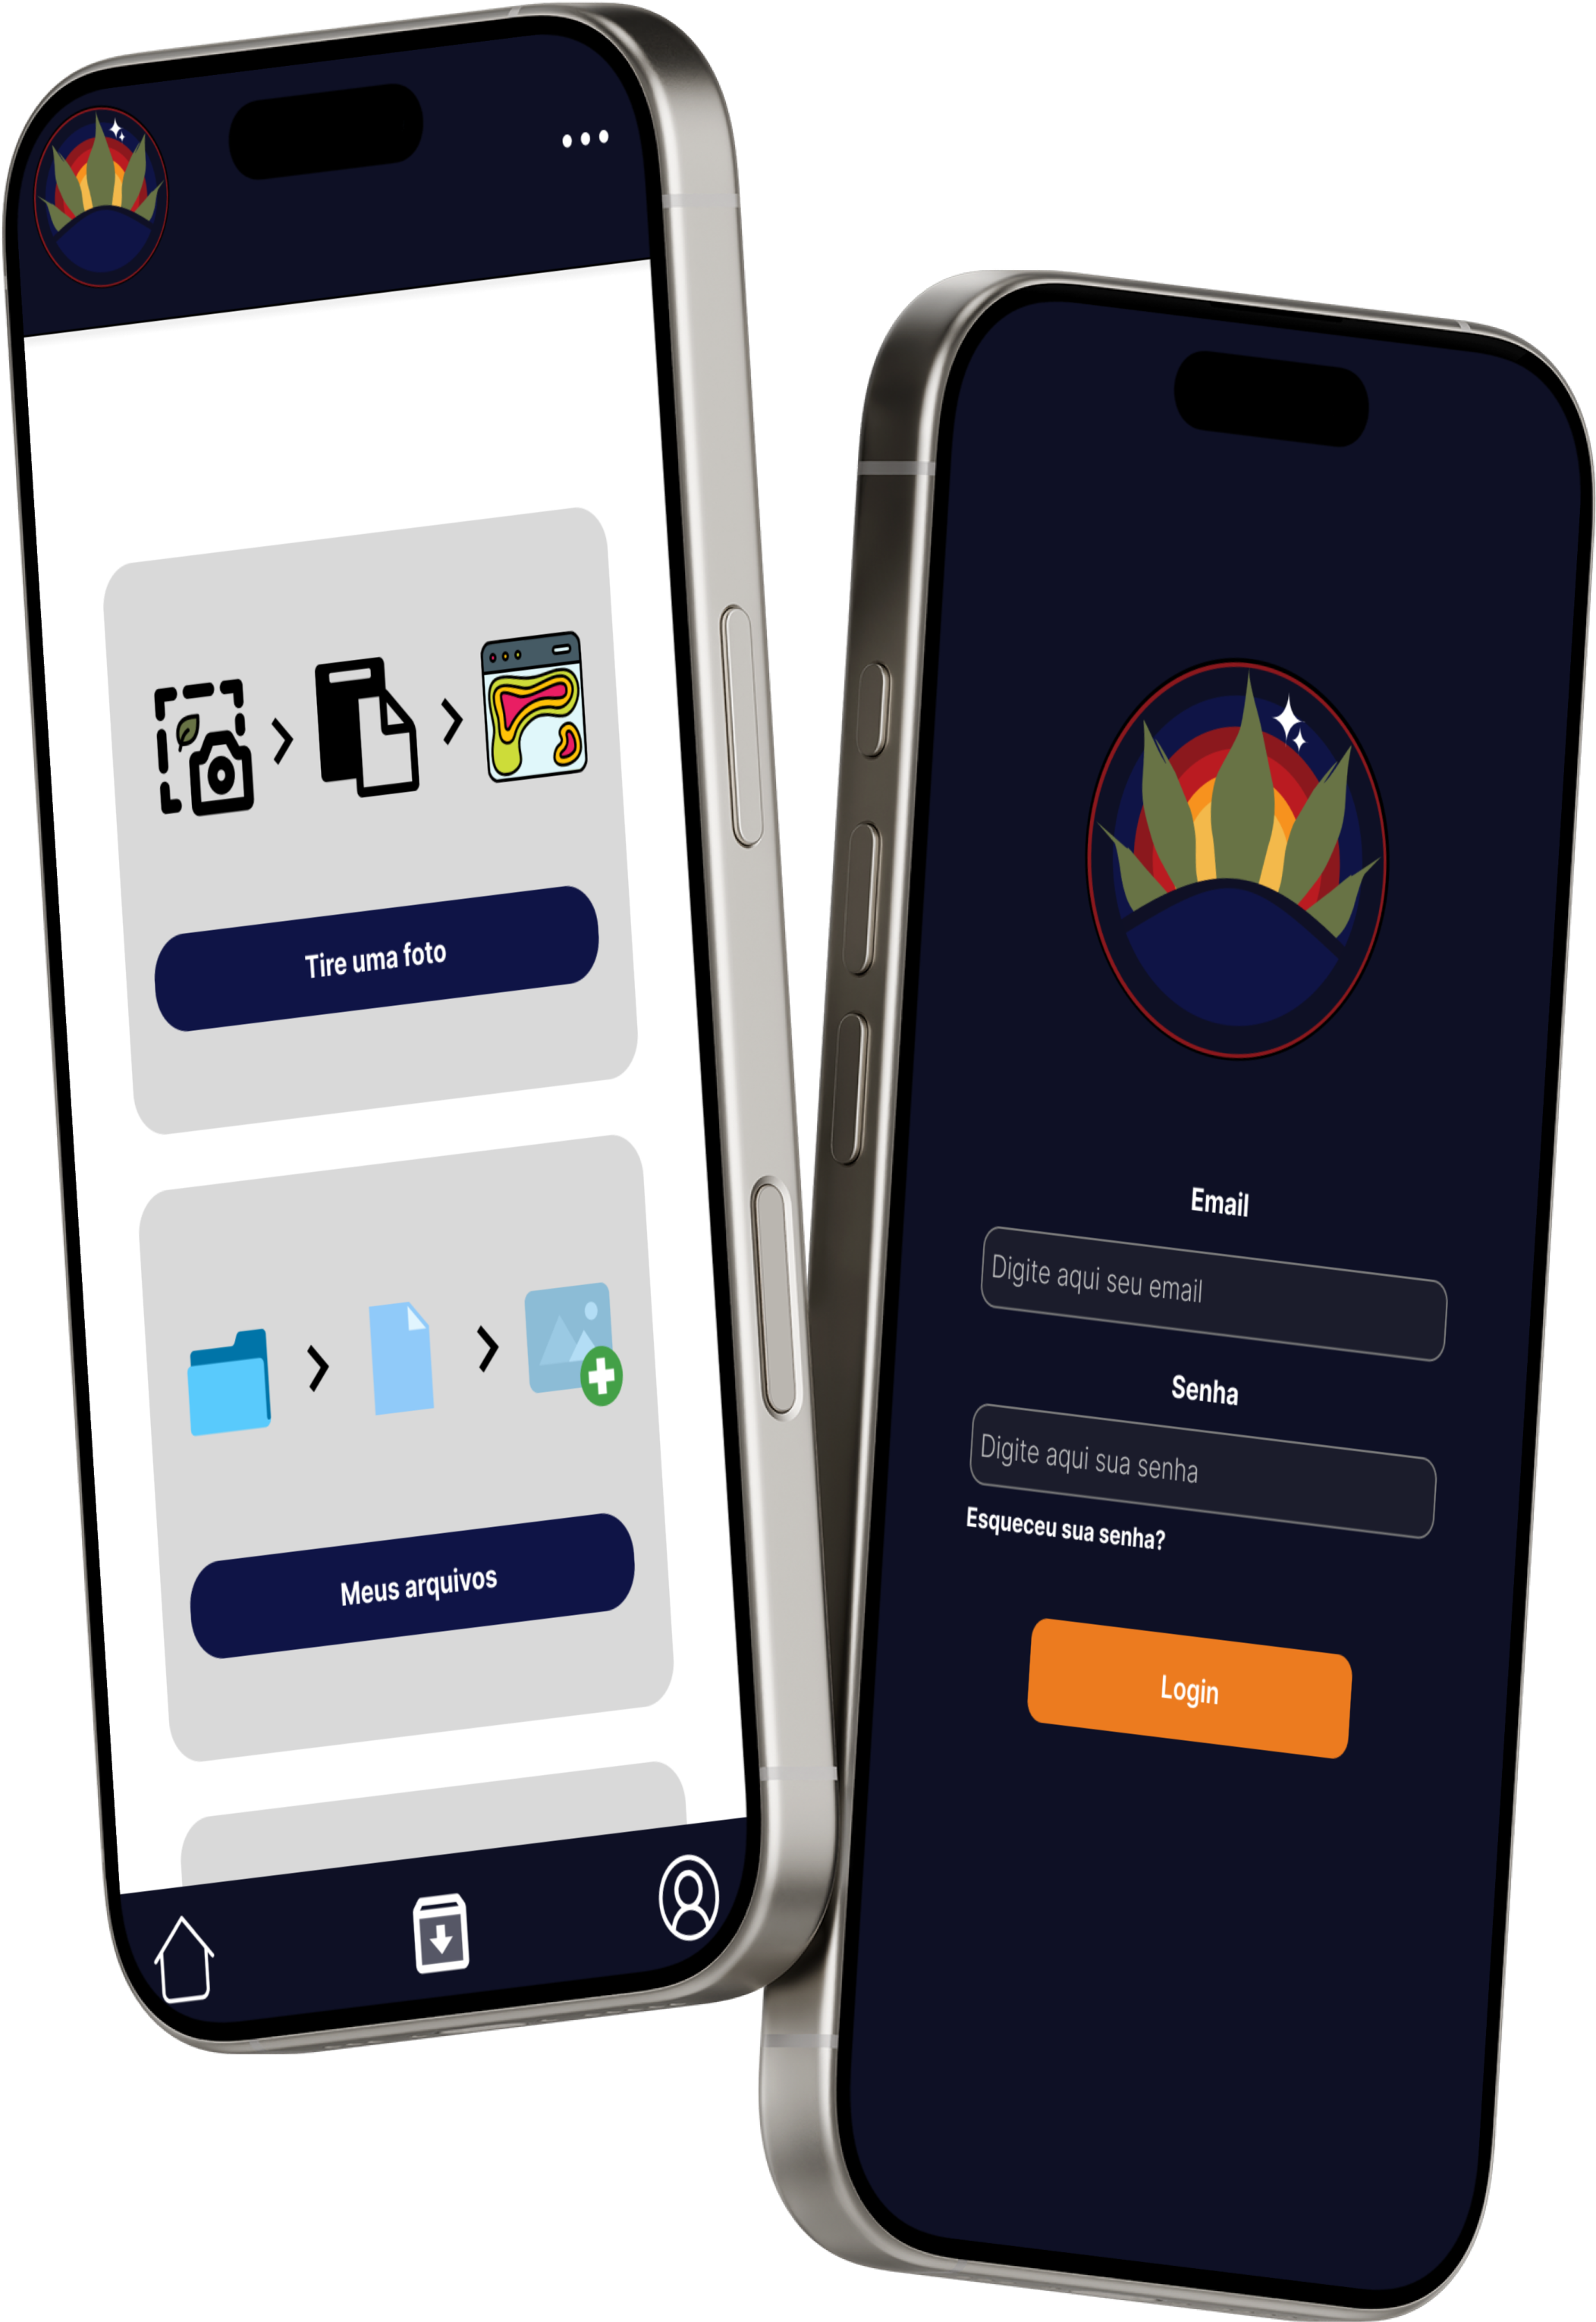 Tire uma foto
Meus arquivos
Email
Digite aqui seu email
Senha
Digite aqui sua senha
Esqueceu sua senha?
Login